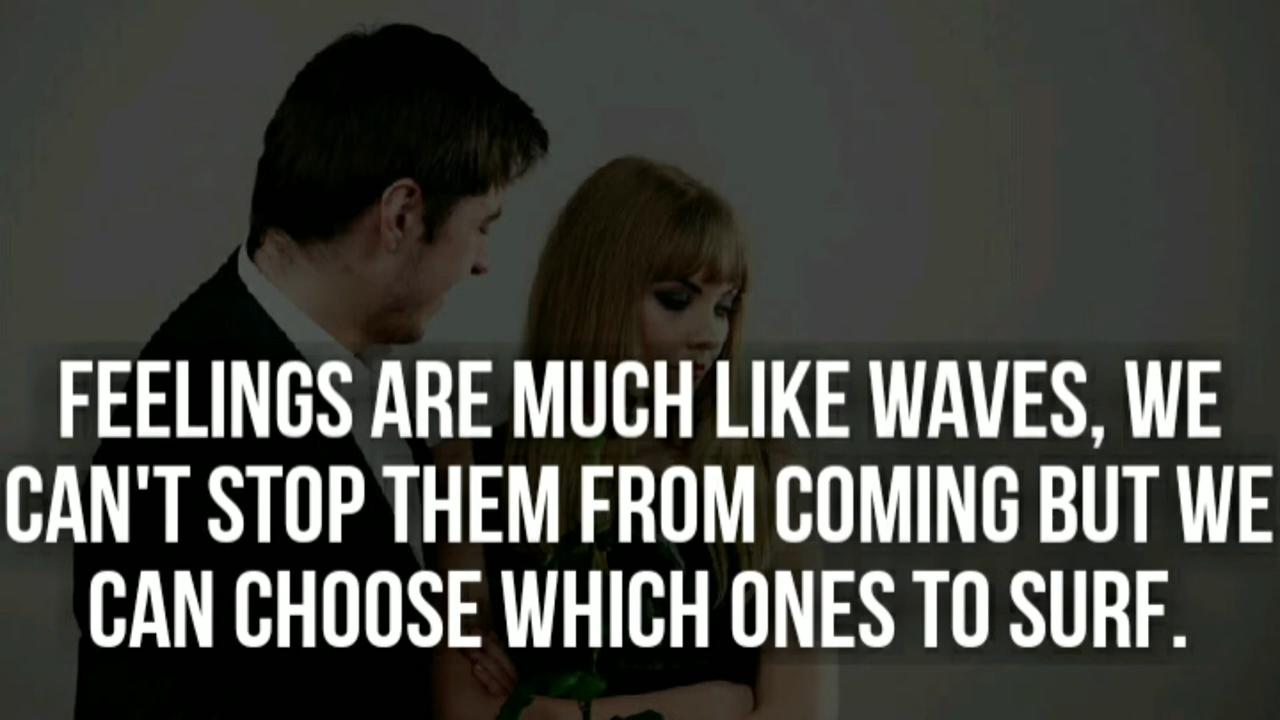 FEELINGS ARE MUCH LIKE WAVES, WE
CAN'T STOP THEM FROM COMING BUT WE
CAN CHOOSE WHICH ONES TO SURF.